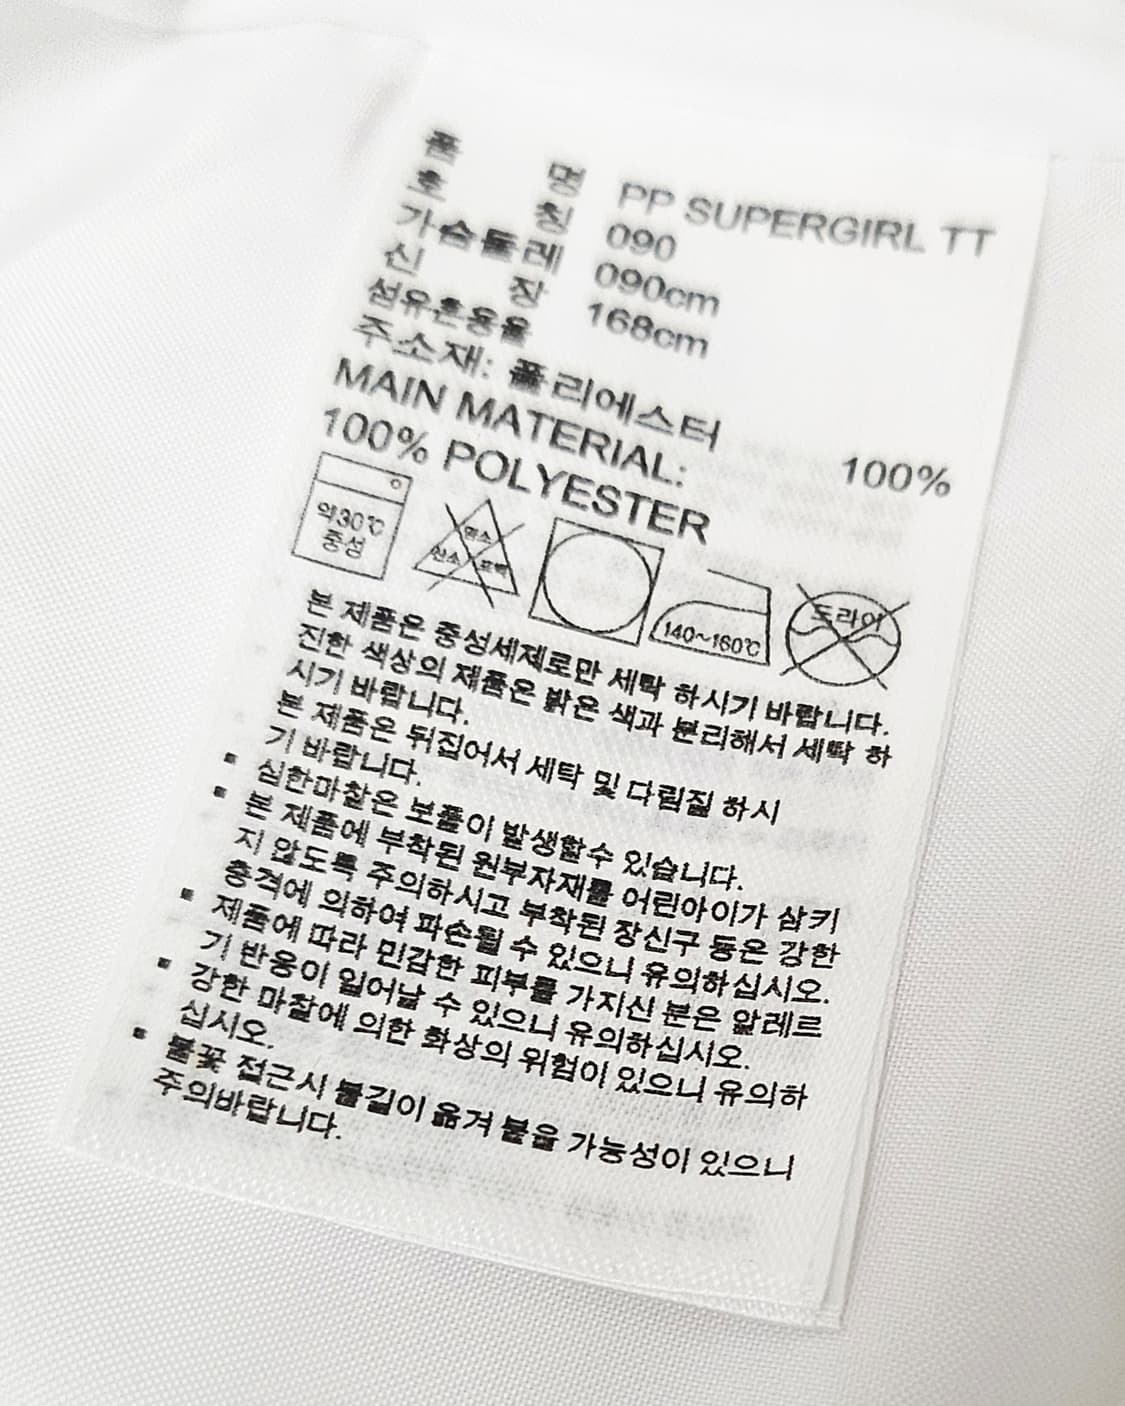 품 명 PP SUPERGIRL TT
호 칭 090
가슴둘레 090cm
신 장 168cm
섬유혼용율
주소재: 폴리에스터 100%
MAIN MATERIAL:
100% POLYESTER
약30℃
중성
염소
산소 표백
140~160℃
드라이
본 제품은 중성세제로만 세탁 하시기 바랍니다.
진한 색상의 제품은 밝은 색과 분리해서 세탁 하
시기 바랍니다.
본 제품은 뒤집어서 세탁 및 다림질 하시
기 바랍니다.
▪ 심한마찰은 보풀이 발생할수 있습니다.
▪ 본 제품에 부착된 원부자재를 어린아이가 삼키
지 않도록 주의하시고 부착된 장신구 등은 강한
충격에 의하여 파손될 수 있으니 유의하십시오.
▪ 제품에 따라 민감한 피부를 가지신 분은 알레르
기 반응이 일어날 수 있으니 유의하십시오.
▪ 강한 마찰에 의한 화상의 위험이 있으니 유의하
십시오.
▪ 불꽃 접근시 불길이 옮겨 붙을 가능성이 있으니
주의바랍니다.